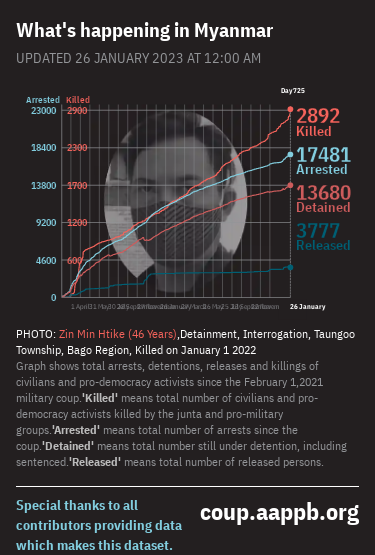 What's happening in Myanmar
UPDATED 26 JANUARY 2023 AT 12:00 AM
Day725
Arrested Killed
23000 2900
2892
Killed
18400 2300
17481
Arrested
13800 1700
13680
Detained
9200 1200
3777
Released
4600 600
0
26 January
PHOTO: Zin Min Htike (46 Years),Detainment, Interrogation, Taungoo
Township, Bago Region, Killed on January 1 2022
Graph shows total arrests, detentions, releases and killings of
civilians and pro-democracy activists since the February 1,2021
military coup.'Killed' means total number of civilians and pro-
democracy activists killed by the junta and pro-military
groups.'Arrested' means total number of arrests since the
coup.'Detained' means total number still under detention, including
sentenced.'Released' means total number of released persons.
Special thanks to all
contributors providing data
which makes this dataset.
coup.aappb.org